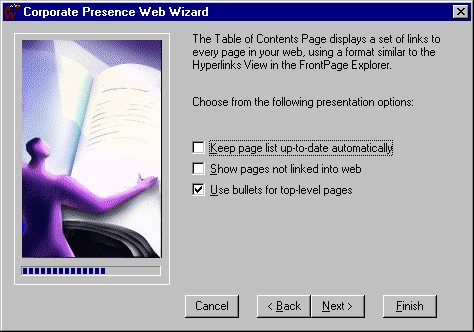 Corporate Presence Web Wizard
The Table of Contents Page displays a set of links to
every page in your web, using a format similar to the
Hyperlinks View in the FrontPage Explorer.
Choose from the following presentation options:
Keep page list up-to-date automatically
Show pages not linked into web
Use bullets for top-level pages
Cancel
< Back
Next >
Finish